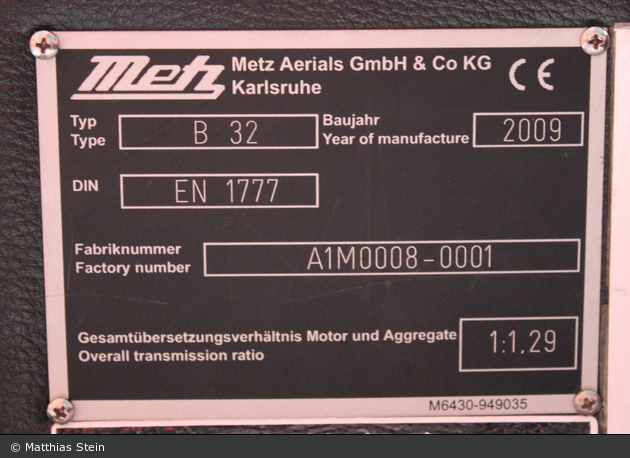 Metz Metz Aerials GmbH & Co KG CE
Karlsruhe
Typ
Type B 32 Baujahr
Year of manufacture 2009
DIN EN 1777
Fabriknummer
Factory number A1M0008-0001
Gesamtübersetzungsverhältnis Motor und Aggregate
Overall transmission ratio 1:1,29
M6430-949035
© Matthias Stein